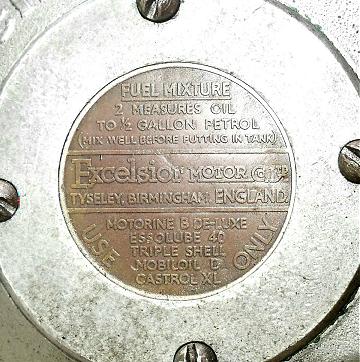 FUEL MIXTURE
2 MEASURES OIL
TO ½ GALLON PETROL
(MIX WELL BEFORE PUTTING IN TANK)
Excelsior MOTOR Cº LTD
TYSELEY, BIRMINGHAM, ENGLAND.
USE
MOTORINE B DE-LUXE
ESSOLUBE 40
TRIPLE SHELL
MOBILOIL D
CASTROL XL
ONLY